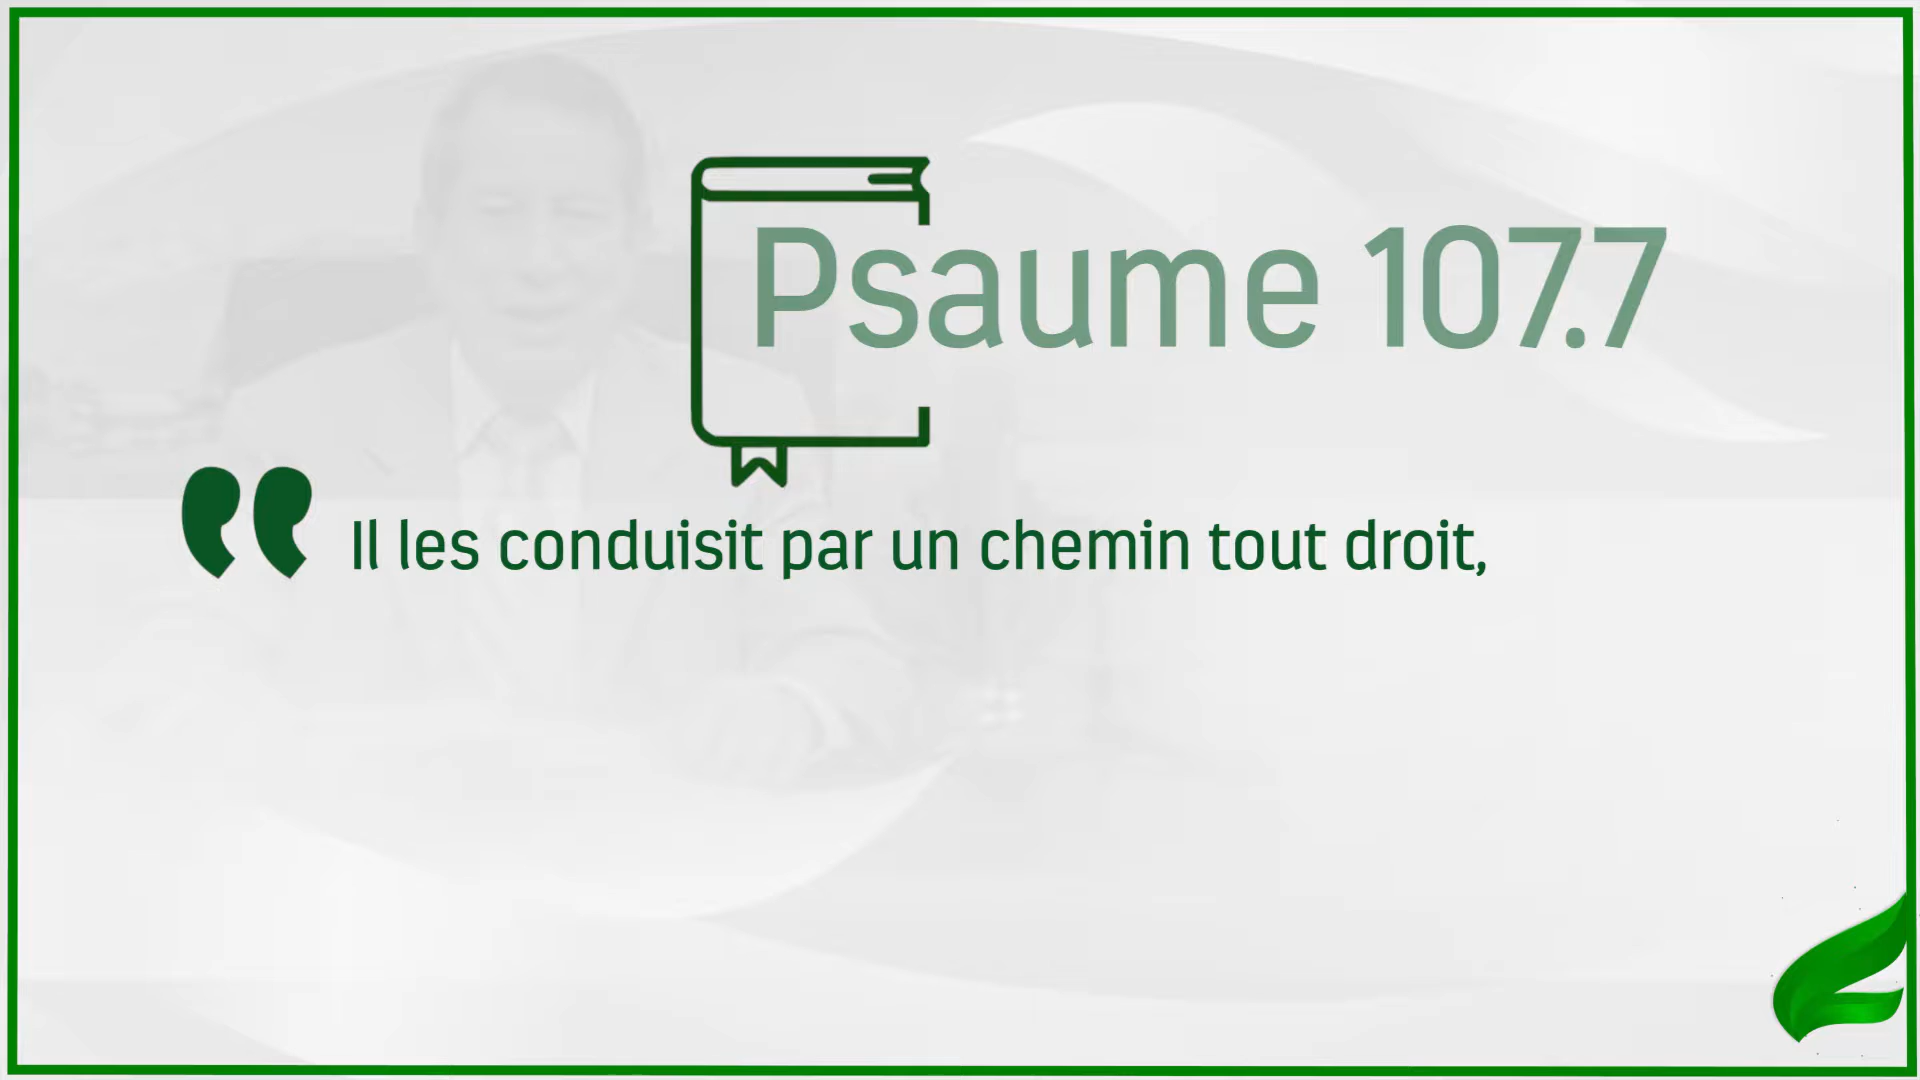 Psaume 107.7
Il les conduisit par un chemin tout droit,